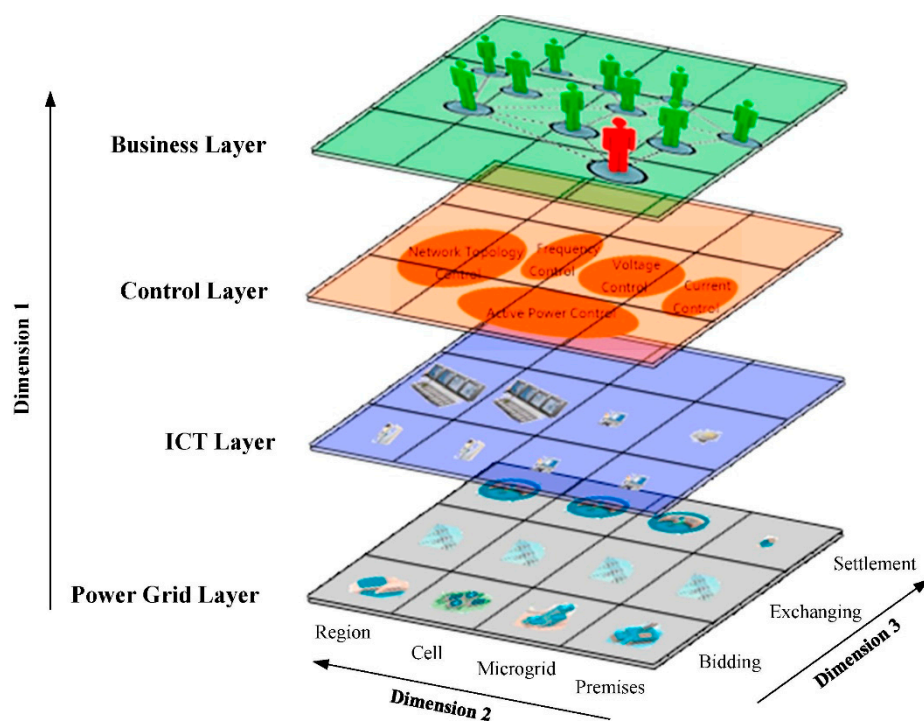 Business Layer
Network Topology
Control
Frequency
Control
Voltage
Control
Current
Control
Active Power Control
Control Layer
Dimension 1
ICT Layer
Power Grid Layer
Region
Cell
Microgrid
Premises
Dimension 2
Bidding
Exchanging
Settlement
Dimension 3